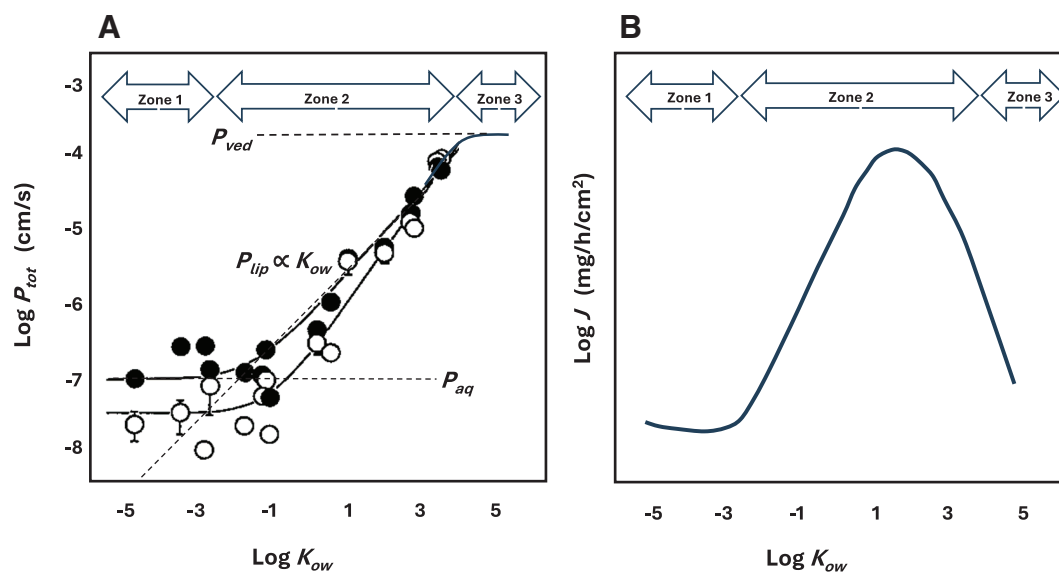 A
Zone 1
Zone 2
Zone 3
P_ved
P_lip ∝ K_ow
P_aq
-3
-4
-5
-6
-7
-8
Log P_tot (cm/s)
-5 -3 -1 1 3 5
Log K_ow
B
Zone 1
Zone 2
Zone 3
Log J (mg/h/cm²)
-5 -3 -1 1 3 5
Log K_ow